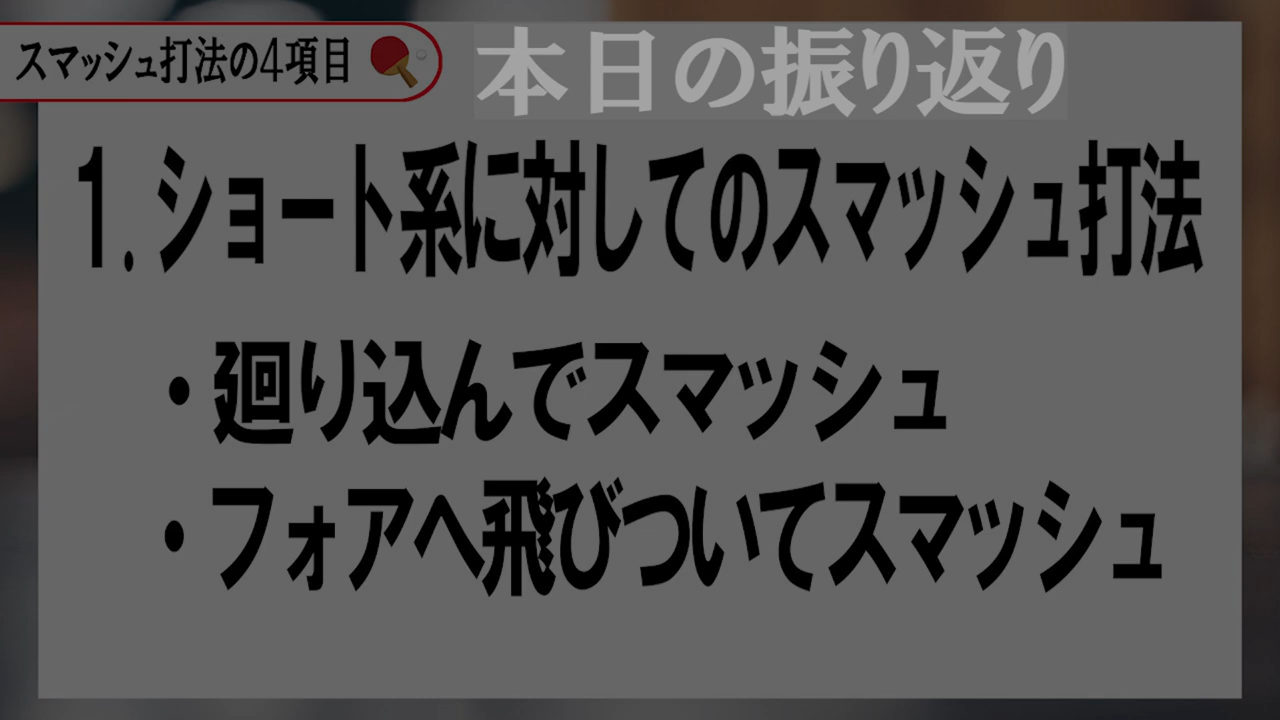 スマッシュ打法の4項目
本日の振り返り
1.ショート系に対してのスマッシュ打法
・廻り込んでスマッシュ
・フォアへ飛びついてスマッシュ